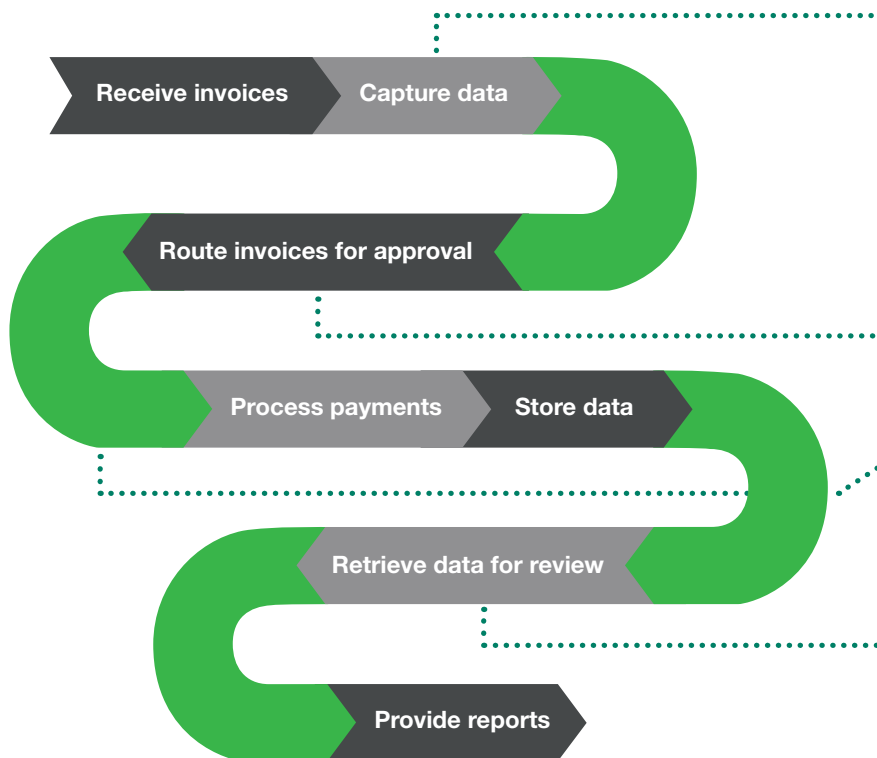 Receive invoices
Capture data
Route invoices for approval
Process payments
Store data
Retrieve data for review
Provide reports